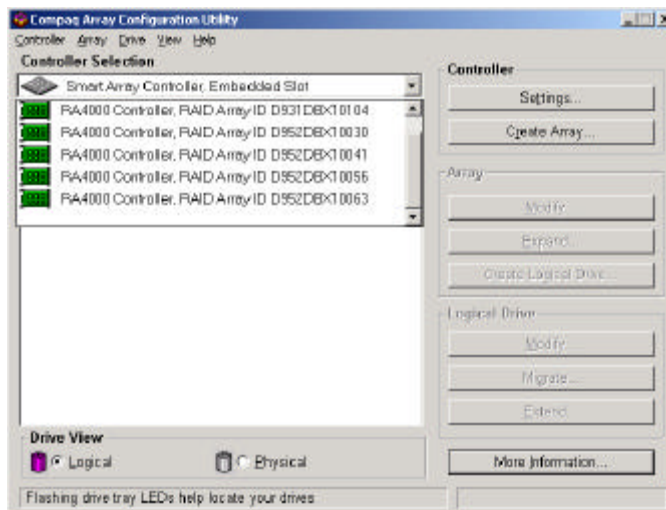 Compaq Array Configuration Utility
Controller Array Drive View Help
Controller Selection
Smart Array Controller, Embedded Slot
RA4000 Controller, RAID Array ID D931DBX10104
RA4000 Controller, RAID Array ID D952DBX10030
RA4000 Controller, RAID Array ID D952DBX10041
RA4000 Controller, RAID Array ID D952DBX10056
RA4000 Controller, RAID Array ID D952DBX10063
Controller
Settings...
Create Array...
Array
Modify
Expand...
Create Logical Drive...
Logical Drive
Modify
Migrate...
Extend
Drive View
Logical
Physical
More Information...
Flashing drive tray LEDs help locate your drives